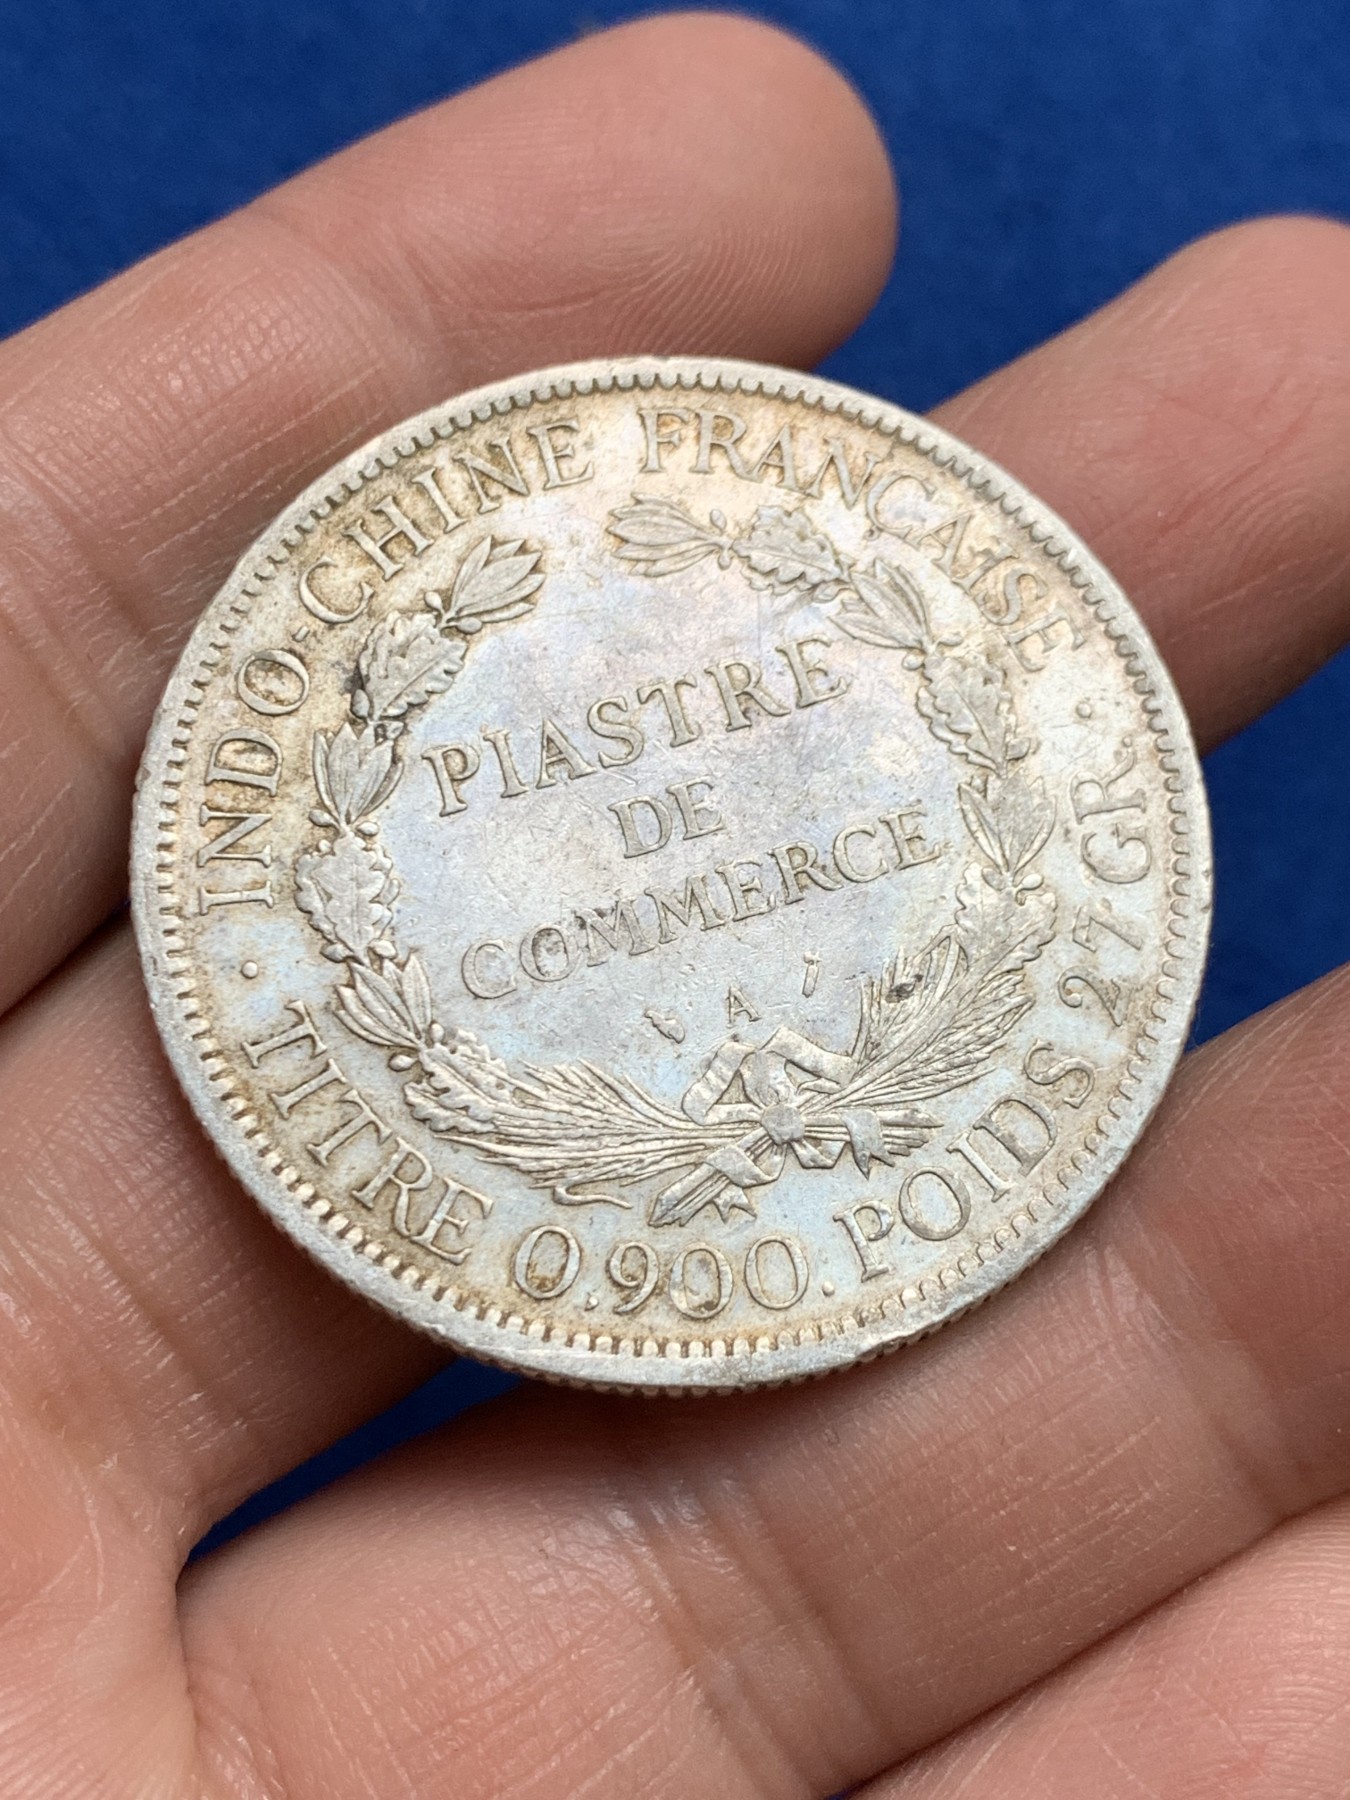 INDO-CHINE FRANÇAISE
PIASTRE
DE
COMMERCE
A
· TITRE 0,900. POIDS 27 GR. ·